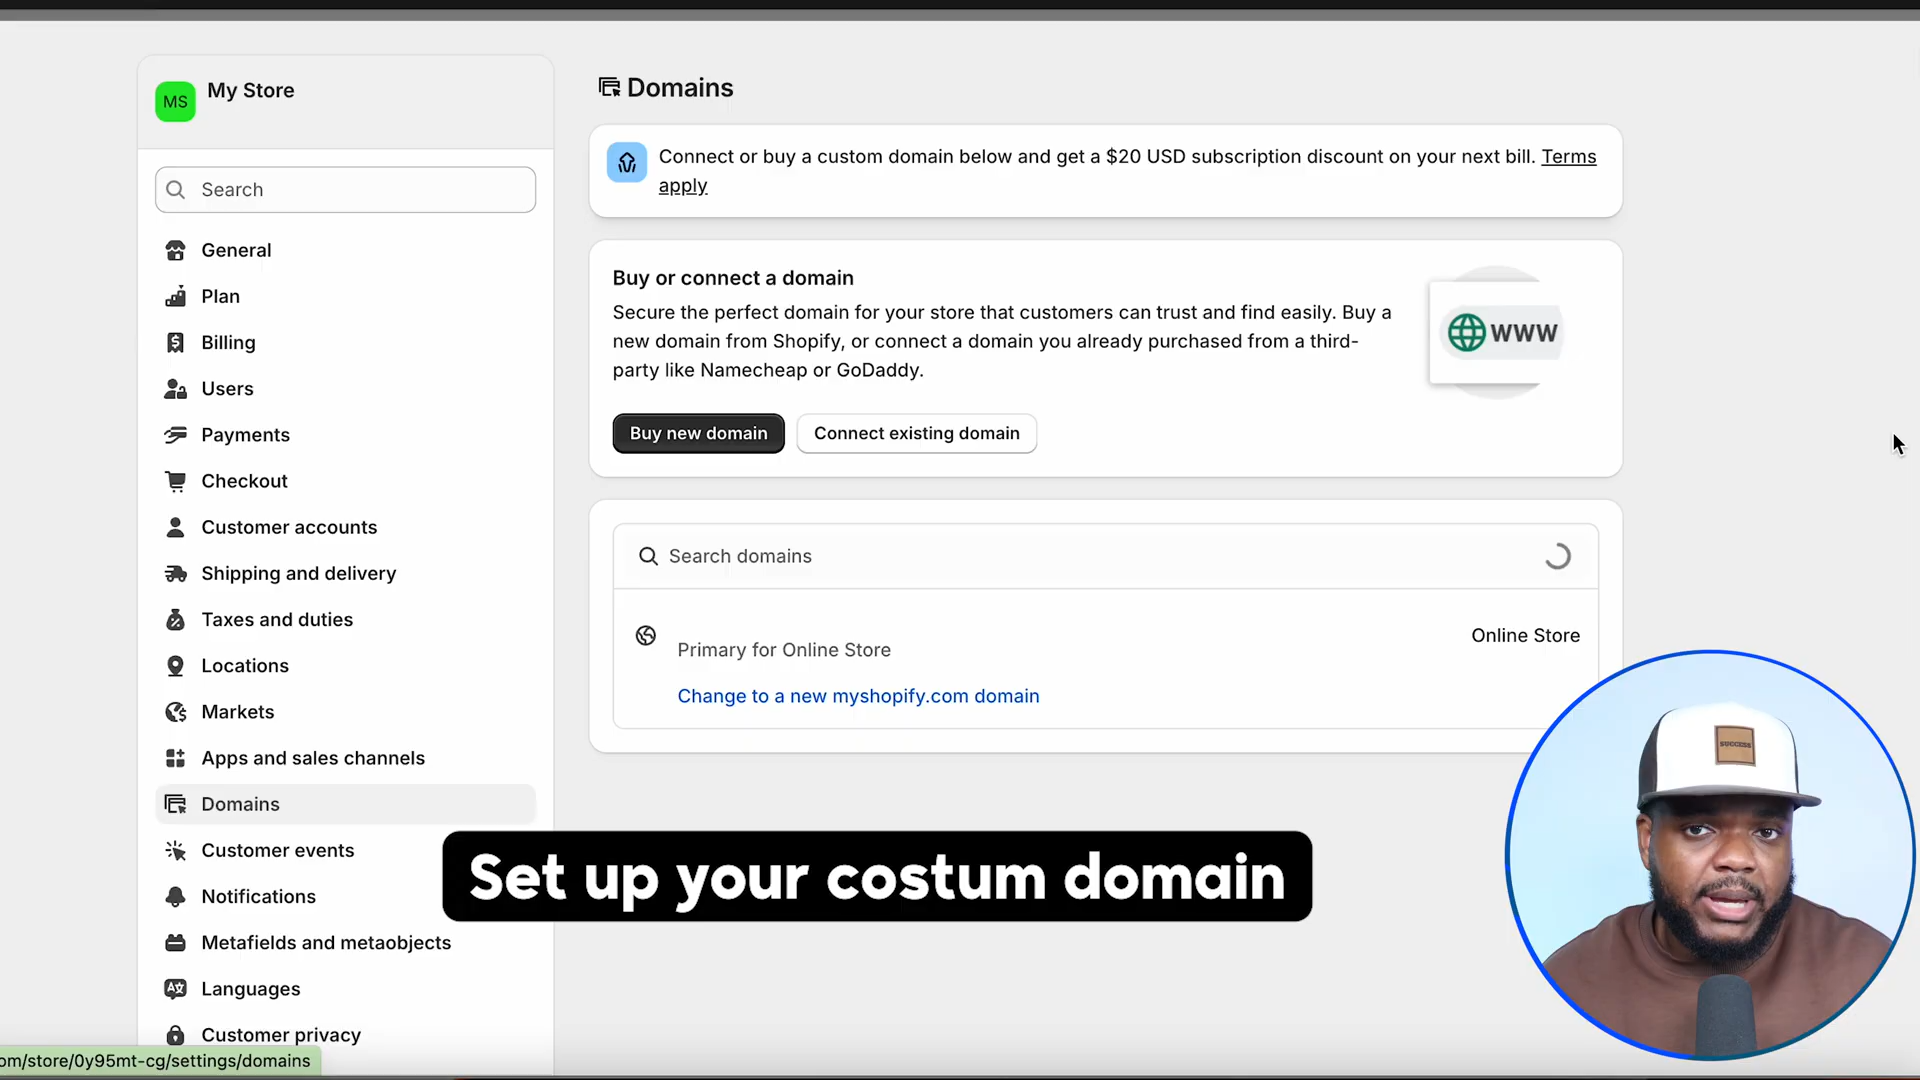 MS
My Store
Search
General
Plan
Billing
Users
Payments
Checkout
Customer accounts
Shipping and delivery
Taxes and duties
Locations
Markets
Apps and sales channels
Domains
Customer events
Notifications
Metafields and metaobjects
Languages
Customer privacy
om/store/0y95mt-cg/settings/domains
Domains
Connect or buy a custom domain below and get a $20 USD subscription discount on your next bill. Terms
apply
Buy or connect a domain
Secure the perfect domain for your store that customers can trust and find easily. Buy a
new domain from Shopify, or connect a domain you already purchased from a third-
party like Namecheap or GoDaddy.
Buy new domain
Connect existing domain
WWW
Search domains
Primary for Online Store
Online Store
Change to a new myshopify.com domain
Set up your costum domain
SUCCESS